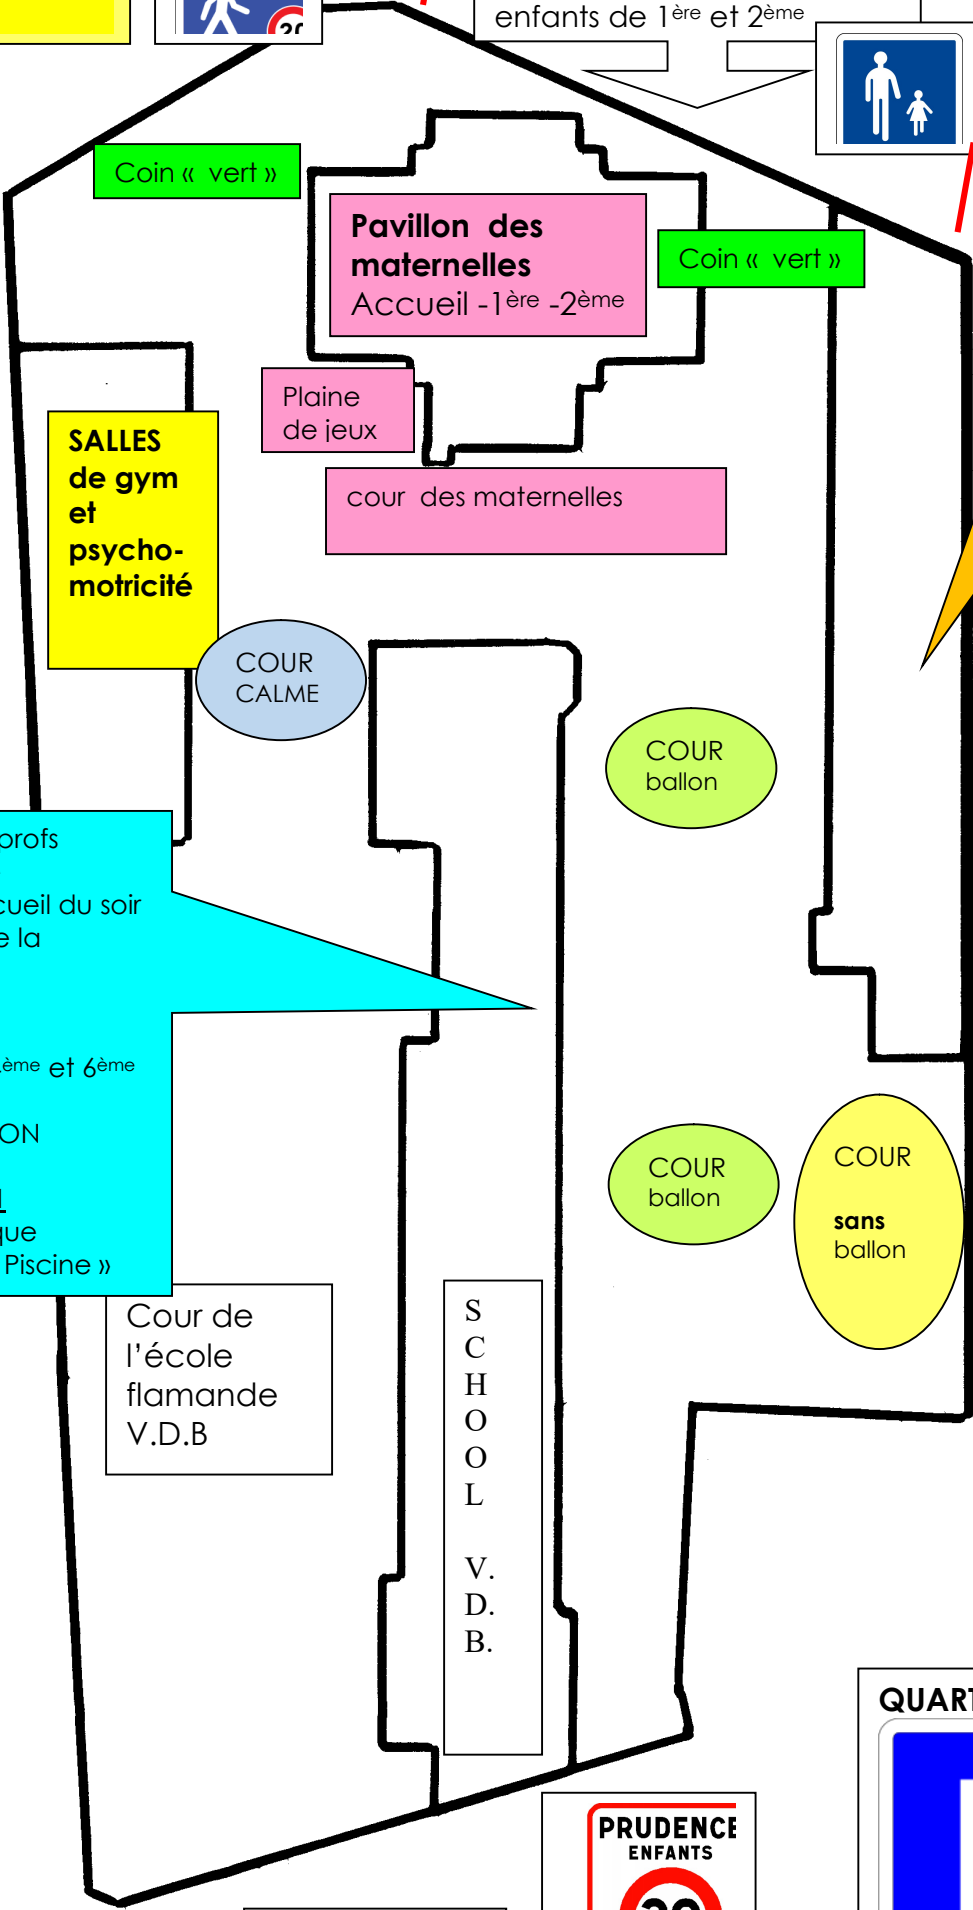 enfants de 1ère et 2ème
Coin «  vert »
Pavillon  des
maternelles
Accueil -1ère -2ème
Coin «  vert »
Plaine
de jeux
SALLES
de gym
et
psycho-
motricité
cour  des maternelles
COUR
CALME
COUR
ballon
profs
cueil du soir
e la
ème et 6ème
ON
que
Piscine »
COUR
ballon
COUR
sans
ballon
Cour de
l’école
flamande
V.D.B
S
C
H
O
O
L
V.
D.
B.
QUART
PRUDENCE
ENFANTS